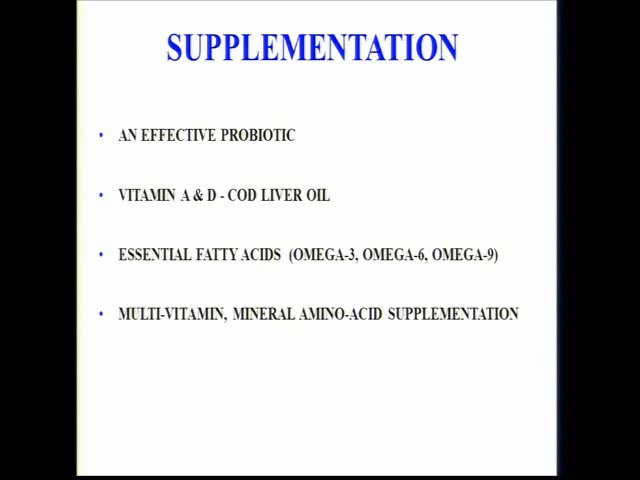 SUPPLEMENTATION
• AN EFFECTIVE PROBIOTIC
• VITAMIN A & D - COD LIVER OIL
• ESSENTIAL FATTY ACIDS (OMEGA-3, OMEGA-6, OMEGA-9)
• MULTI-VITAMIN, MINERAL AMINO-ACID SUPPLEMENTATION